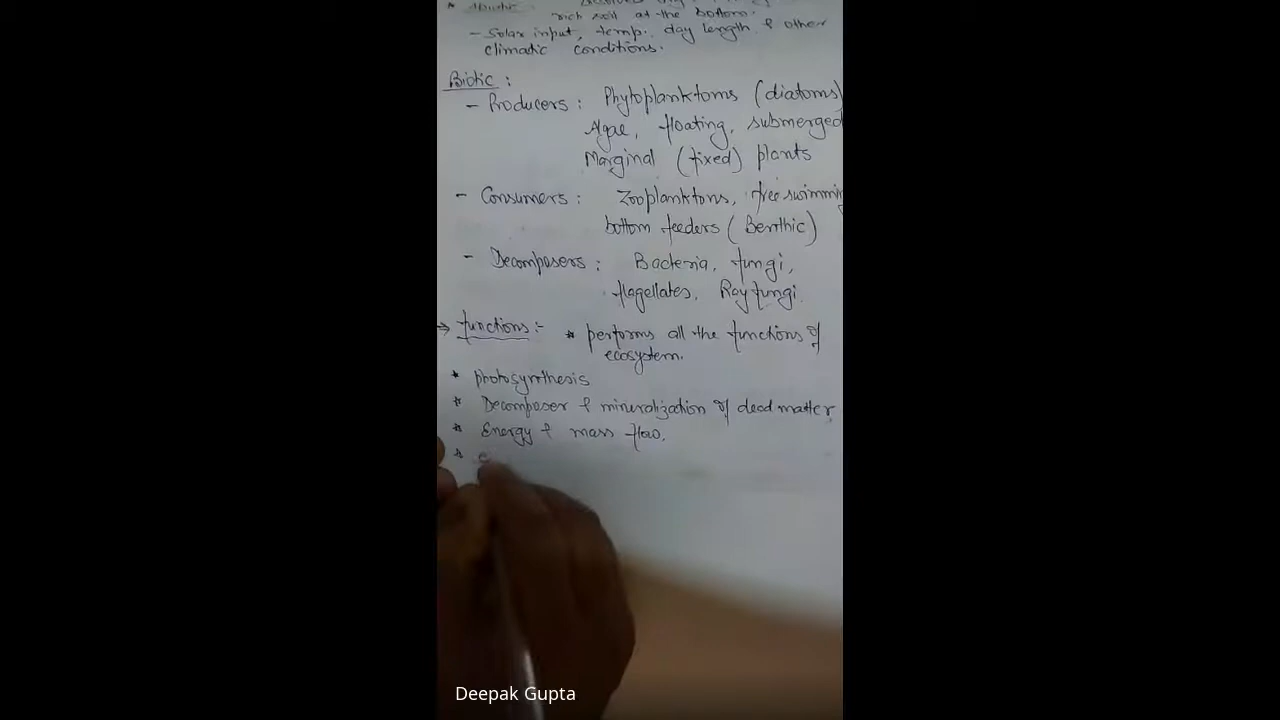 rich soil at the bottom.
- Solar input, temp., day length & other
climatic conditions.
Biotic :
- Producers : Phytoplanktoms (diatoms)
Algae, floating, submerged
Marginal (fixed) plants
- Consumers : Zooplanktons, free swimmin
bottom feeders (Benthic)
- Decomposers : Bacteria, fungi,
flagellates, Ray fungi
→ functions :- * performs all the functions of
ecosystem.
* photosynthesis
* Decomposer & mineralization of dead matter,
* Energy & mass flow.
Deepak Gupta